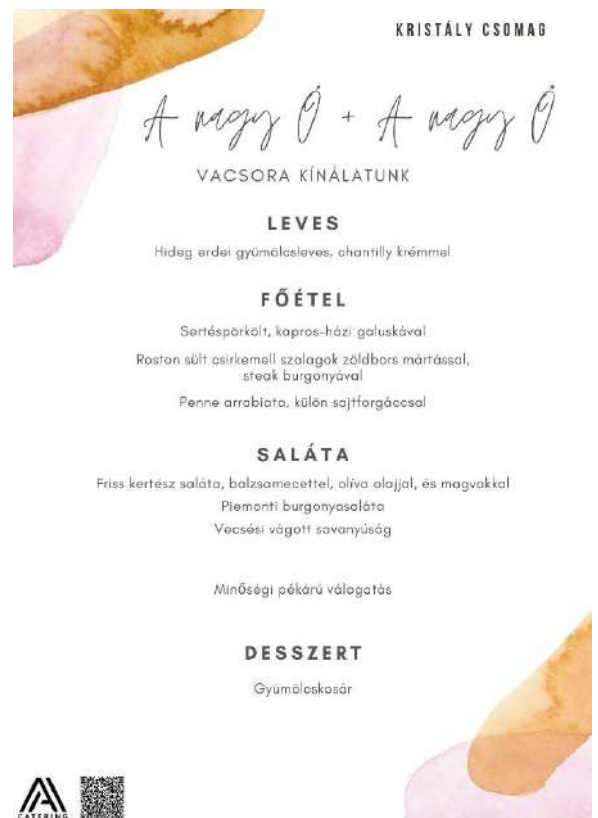 KRISTÁLY CSOMAG
A nagy Ő + A nagy Ő
VACSORA KÍNÁLATUNK
LEVES
Hideg erdei gyümölcsleves, chantilly krémmel
FŐÉTEL
Sertéspörkölt, kapros-házi galuskával
Roston sült csirkemell szalagok zöldbors mártással,
steak burgonyával
Penne arrabiata, külön sajtforgáccsal
SALÁTA
Friss kertész saláta, balzsamecettel, olíva olajjal, és magvakkal
Piemonti burgonyasaláta
Vecsési vágott savanyúság
Minőségi pékárú válogatás
DESSZERT
Gyümölcskosár
CATERING